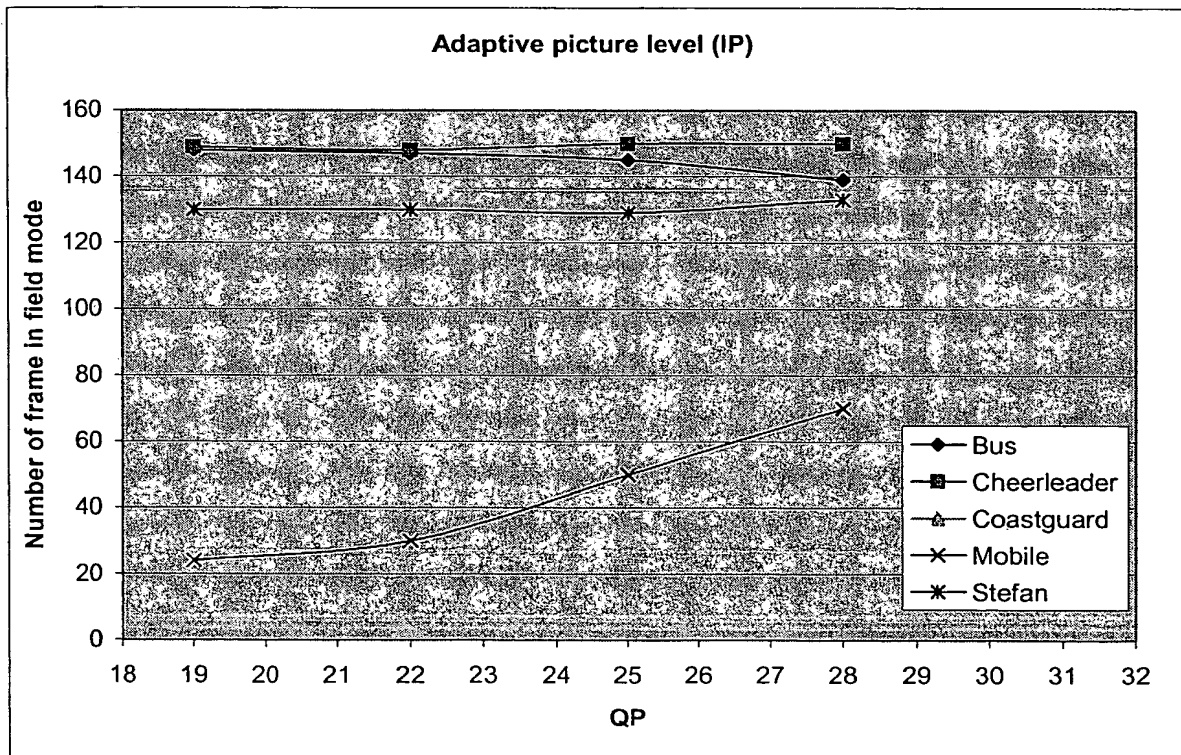 Adaptive picture level (IP)
Number of frame in field mode
160
140
120
100
80
60
40
20
0
18 19 20 21 22 23 24 25 26 27 28 29 30 31 32
QP
Bus
Cheerleader
Coastguard
Mobile
Stefan